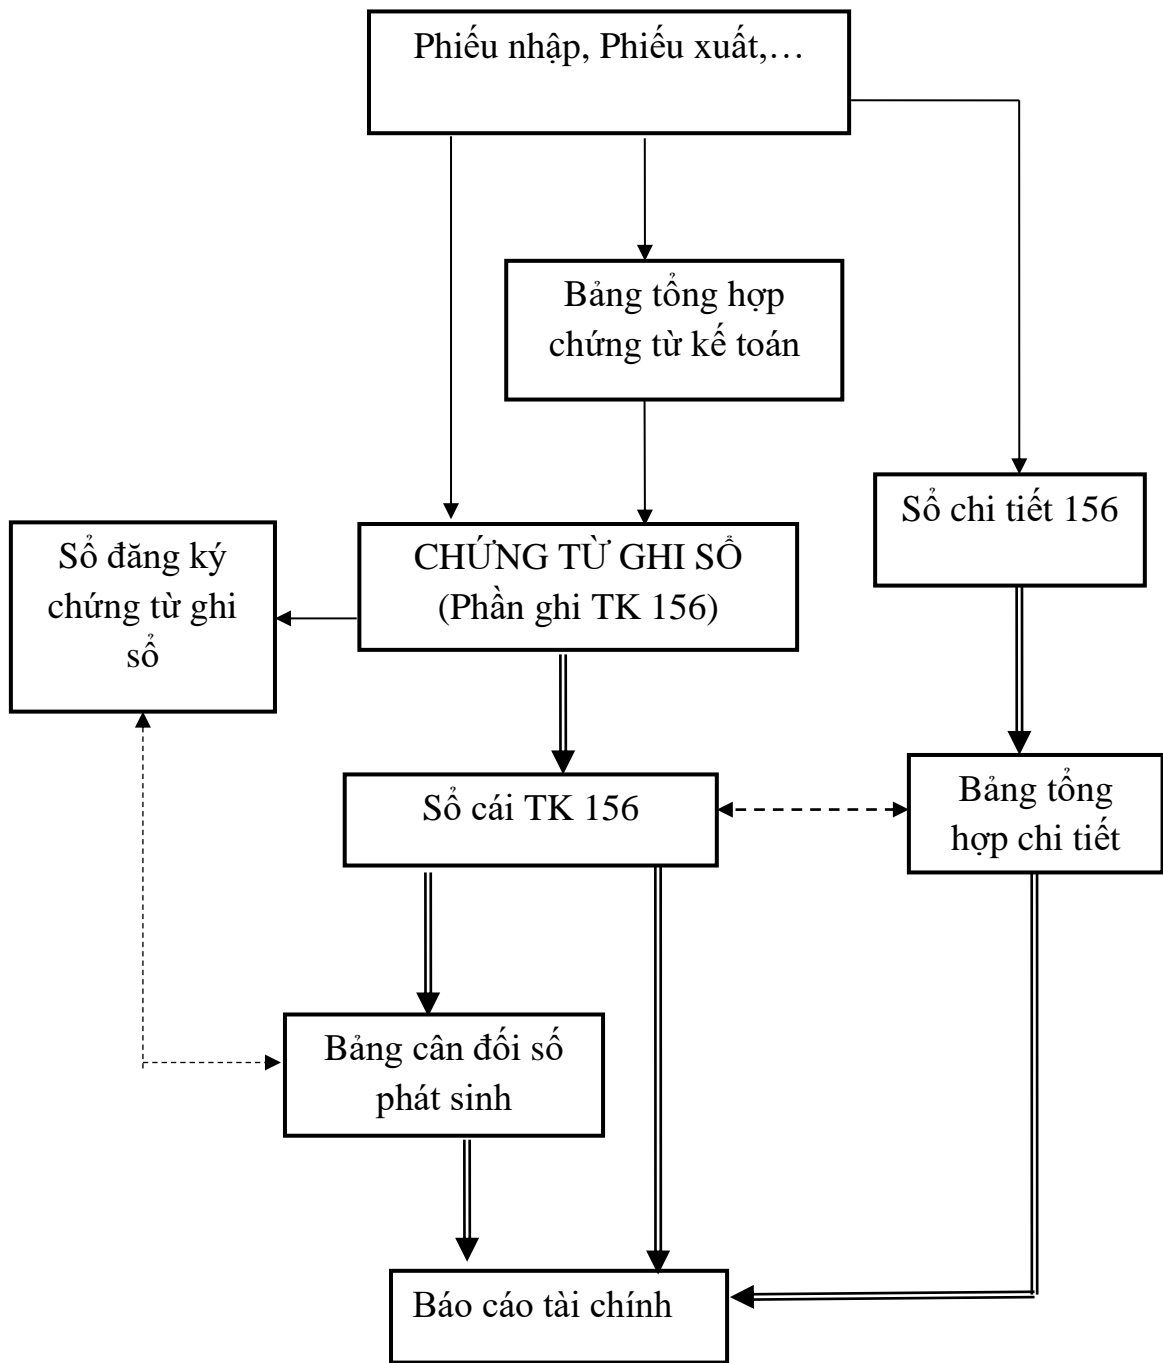 Phiếu nhập, Phiếu xuất,…
Bảng tổng hợp
chứng từ kế toán
Sổ chi tiết 156
Sổ đăng ký
chứng từ ghi
sổ
CHỨNG TỪ GHI SỔ
(Phần ghi TK 156)
Sổ cái TK 156
Bảng tổng
hợp chi tiết
Bảng cân đối số
phát sinh
Báo cáo tài chính